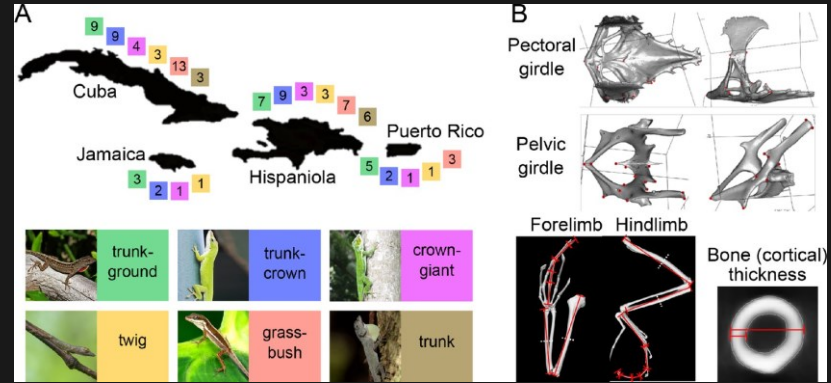 A
9
9
4
3
13
3
Cuba
7
9
3
3
7
6
Jamaica
3
2
1
1
Hispaniola
Puerto Rico
5
2
1
1
3
trunk-
ground
trunk-
crown
crown-
giant
twig
grass-
bush
trunk
B
Pectoral
girdle
Pelvic
girdle
Forelimb
Hindlimb
Bone (cortical)
thickness